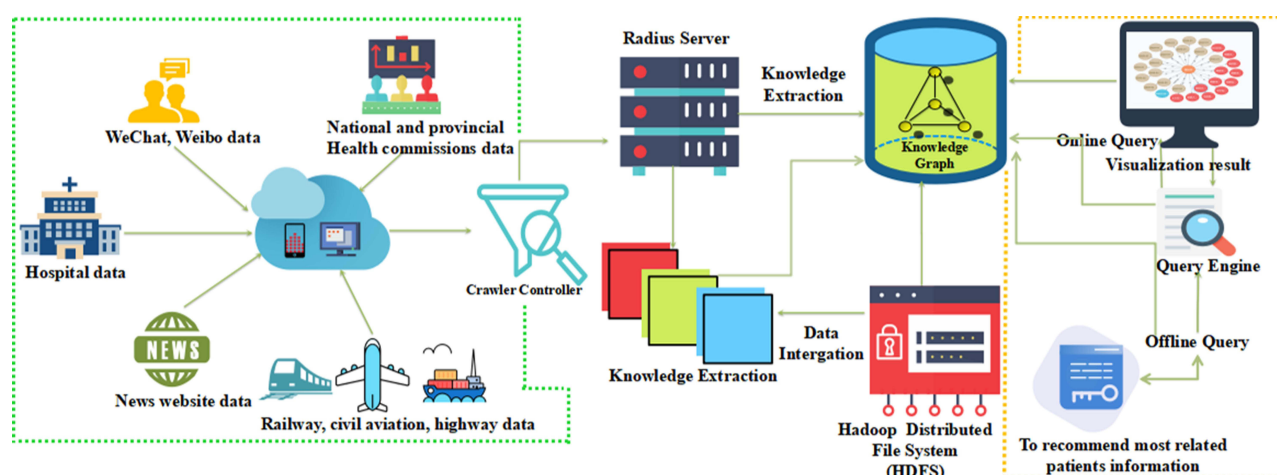 WeChat, Weibo data
National and provincial
Health commissions data
Hospital data
NEWS
News website data
Railway, civil aviation, highway data
Crawler Controller
Radius Server
Knowledge
Extraction
Knowledge
Graph
Knowledge Extraction
Data
Intergation
Hadoop Distributed
File System
(HDFS)
Online Query
Visualization result
Query Engine
Offline Query
To recommend most related
patients information